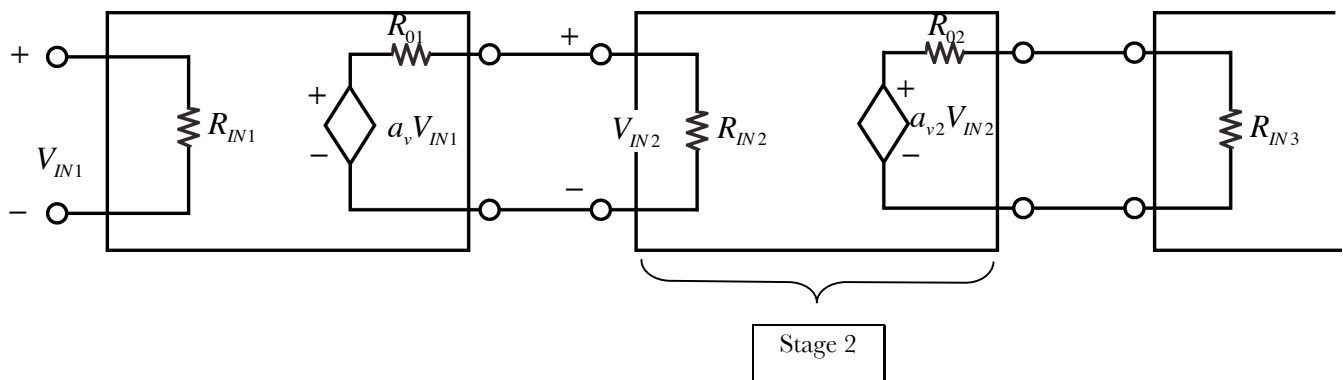 R01
R02
+
+
+
+
RIN1
avVIN1
VIN2
RIN2
av2VIN2
RIN3
VIN1
−
−
−
−
Stage 2